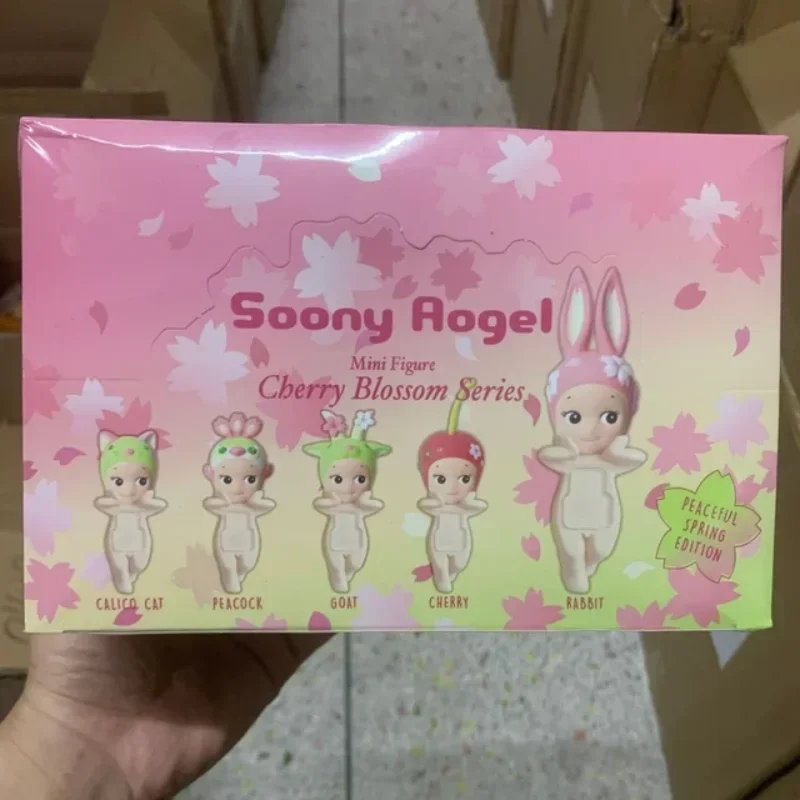 Soony Aogel
Mini Figure
Cherry Blossom Series
CALICO CAT
PEACOCK
GOAT
CHERRY
RABBIT
PEACEFUL
SPRING
EDITION